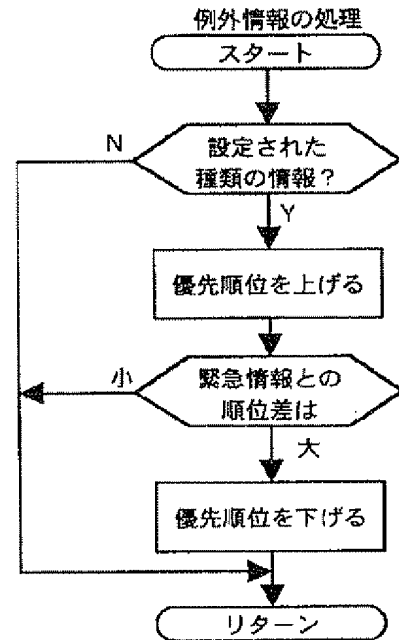 例外情報の処理
スタート
N
設定された
種類の情報?
Y
優先順位を上げる
小
緊急情報との
順位差は
大
優先順位を下げる
リターン